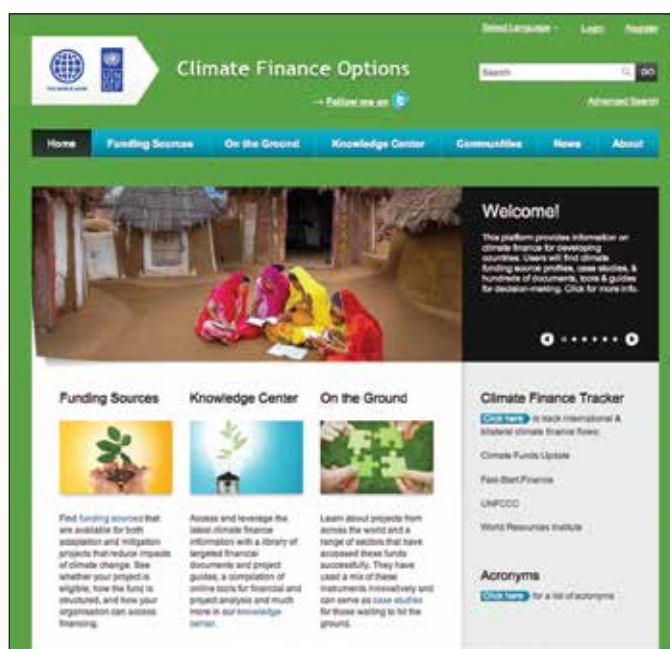 Select Language Login Register
THE WORLD BANK
U N
D P
Climate Finance Options
Search GO
→ Follow me on
Advanced Search
Home Funding Sources On the Ground Knowledge Center Communities News About
Welcome!
This platform provides information on
climate finance for developing
countries. Users will find climate
funding source profiles, case studies, &
hundreds of documents, tools & guides
for decision-making. Click for more info.
Funding Sources
Find funding sources that
are available for both
adaptation and mitigation
projects that reduce impacts
of climate change. See
whether your project is
eligible, how the fund is
structured, and how your
organisation can access
financing.
Knowledge Center
Access and leverage the
latest climate finance
information with a library of
targeted financial
documents and project
guides, a compilation of
online tools for financial and
project analysis and much
more in our knowledge
center.
On the Ground
Learn about projects from
across the world and a
range of sectors that have
accessed these funds
successfully. They have
used a mix of these
instruments innovatively and
can serve as case studies
for those waiting to hit the
ground.
Climate Finance Tracker
Click here to track international &
bilateral climate finance flows:
Climate Funds Update
Fast-Start Finance
UNFCCC
World Resources Institute
Acronyms
Click here for a list of acronyms